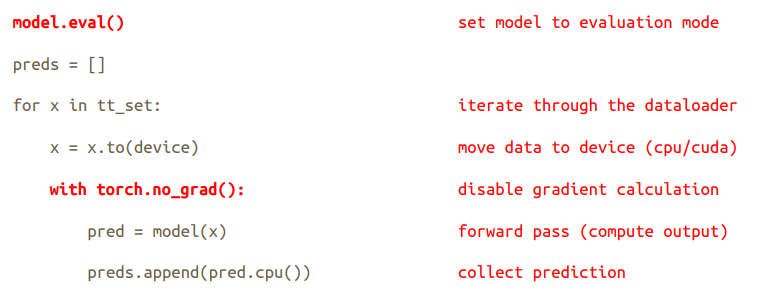 model.eval() set model to evaluation mode
preds = []
for x in tt_set: iterate through the dataloader
x = x.to(device) move data to device (cpu/cuda)
with torch.no_grad(): disable gradient calculation
pred = model(x) forward pass (compute output)
preds.append(pred.cpu()) collect prediction